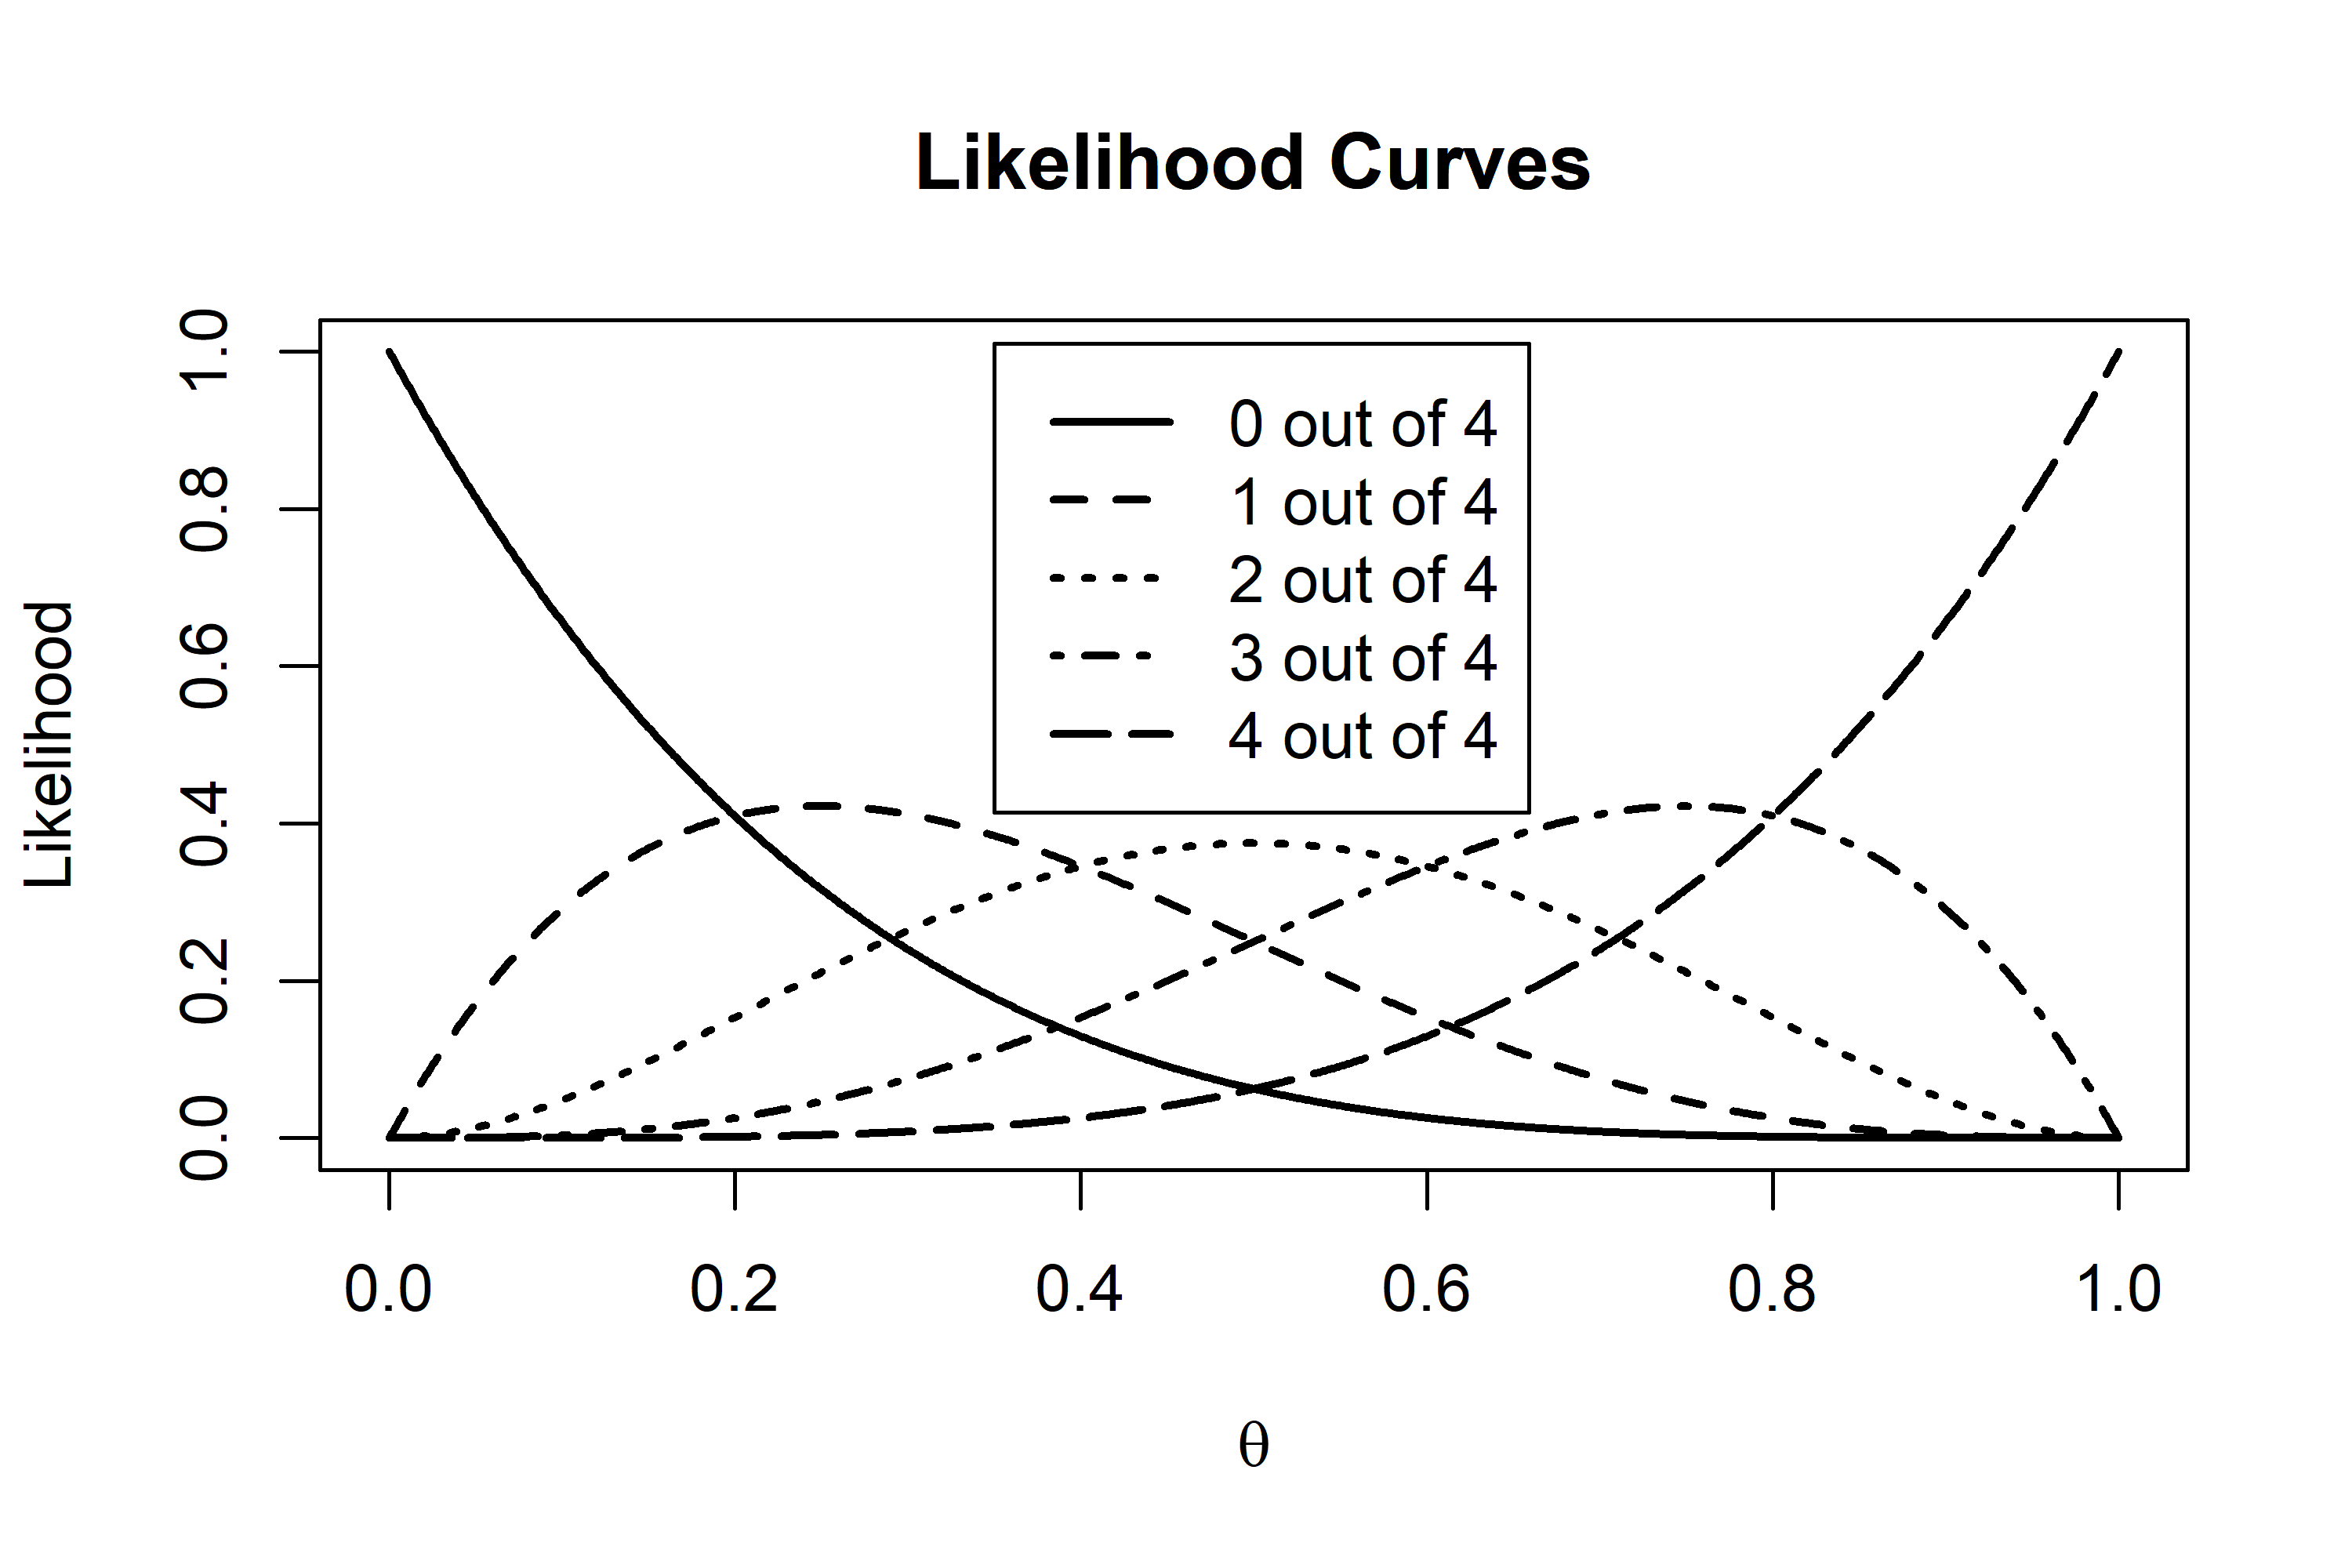 Likelihood Curves
Likelihood
1.0
0.8
0.6
0.4
0.2
0.0
0 out of 4
1 out of 4
2 out of 4
3 out of 4
4 out of 4
0.0 0.2 0.4 0.6 0.8 1.0
θ